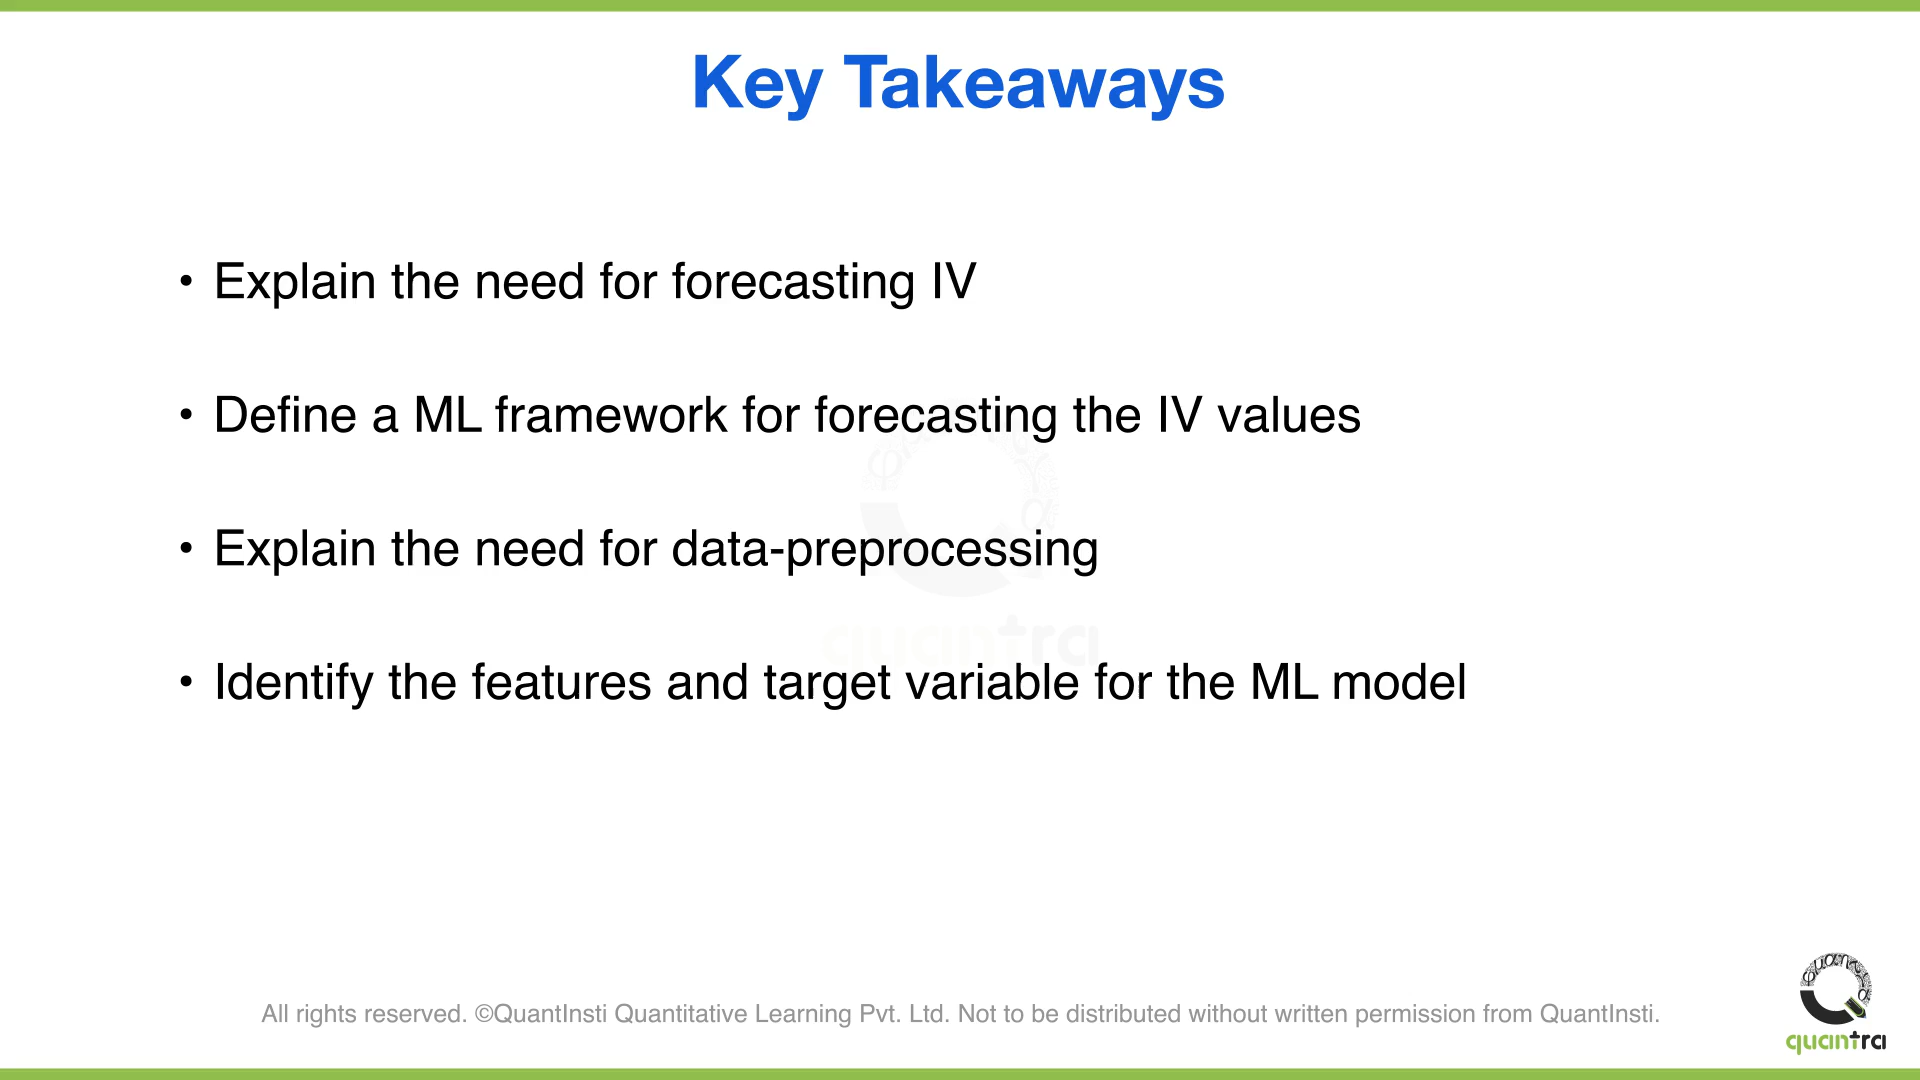 Key Takeaways
• Explain the need for forecasting IV
• Define a ML framework for forecasting the IV values
• Explain the need for data-preprocessing
• Identify the features and target variable for the ML model
quantra
All rights reserved. ©QuantInsti Quantitative Learning Pvt. Ltd. Not to be distributed without written permission from QuantInsti.
quantra